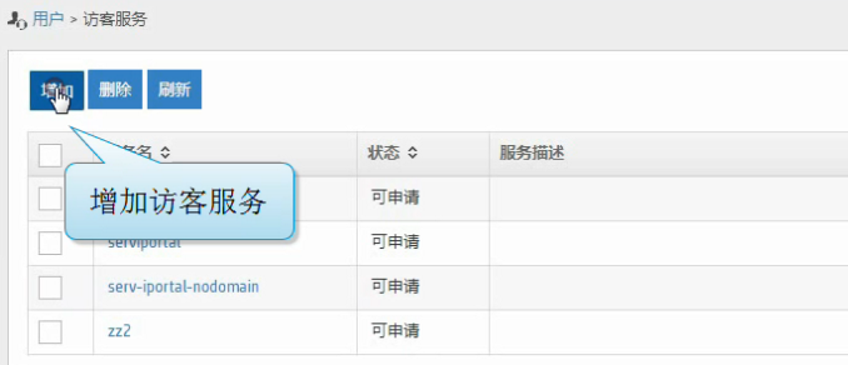 用户 > 访客服务
增加 删除 刷新
务名 状态 服务描述
可申请
增加访客服务
serviportal 可申请
serv-iportal-nodomain 可申请
zz2 可申请